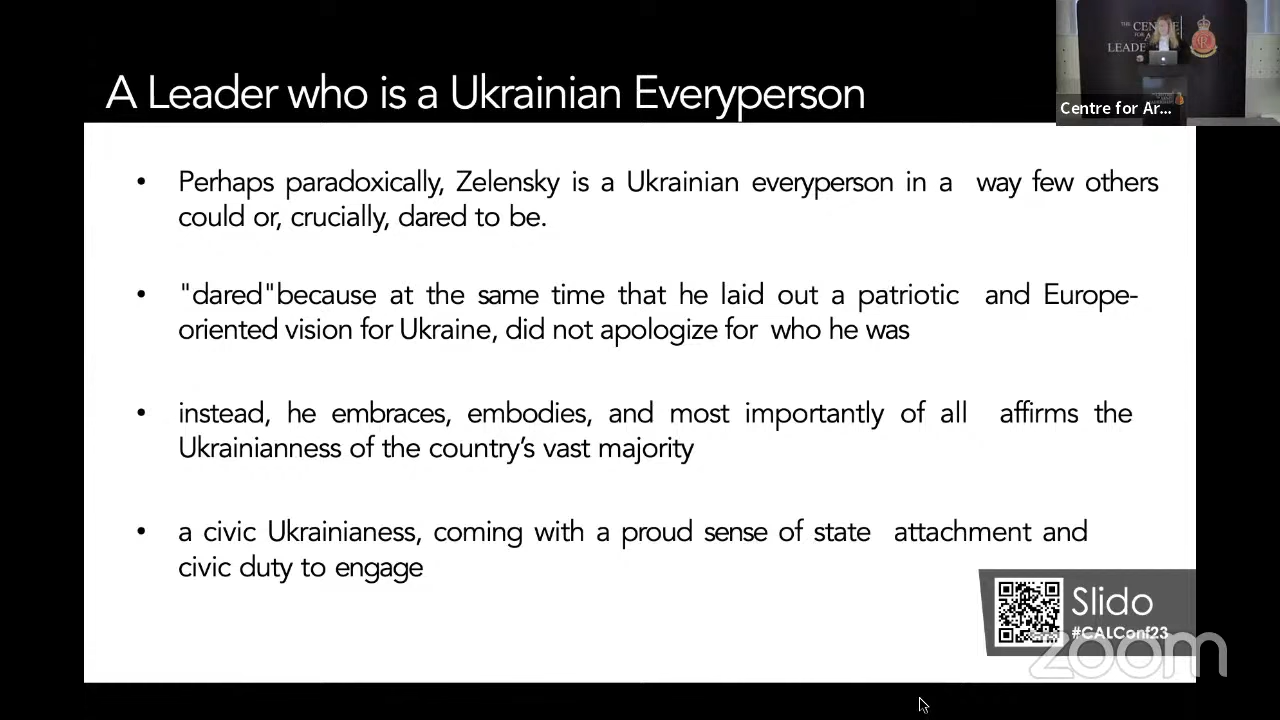 A Leader who is a Ukrainian Everyperson
THE CEN
FOR A
LEADE
Centre for Ar...
• Perhaps paradoxically, Zelensky is a Ukrainian everyperson in a way few others
could or, crucially, dared to be.
• "dared"because at the same time that he laid out a patriotic and Europe-
oriented vision for Ukraine, did not apologize for who he was
• instead, he embraces, embodies, and most importantly of all affirms the
Ukrainianness of the country's vast majority
• a civic Ukrainianess, coming with a proud sense of state attachment and
civic duty to engage
Slido
#CALConf23
zoom